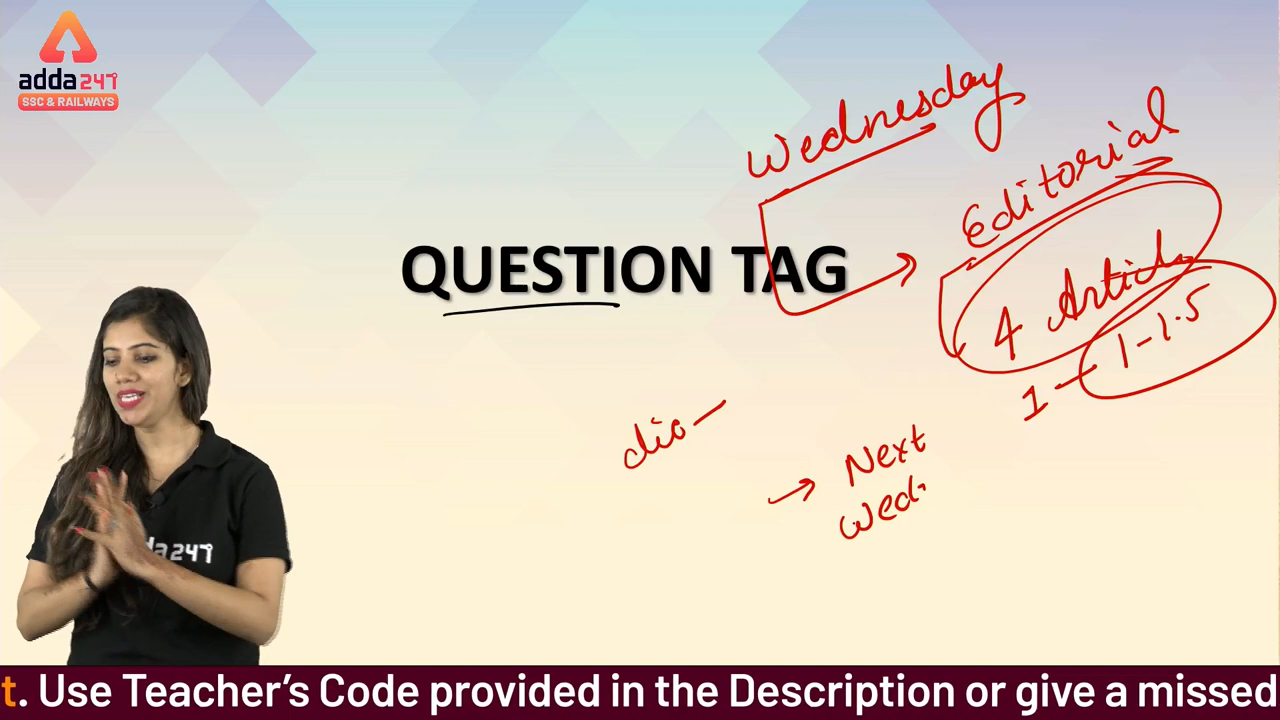 adda247
SSC & RAILWAYS
Wednesday
Editorial
QUESTION TAG
4 Article
1 - 1-1.5
dic-
→ Next
Wed.
da247
t. Use Teacher's Code provided in the Description or give a missed